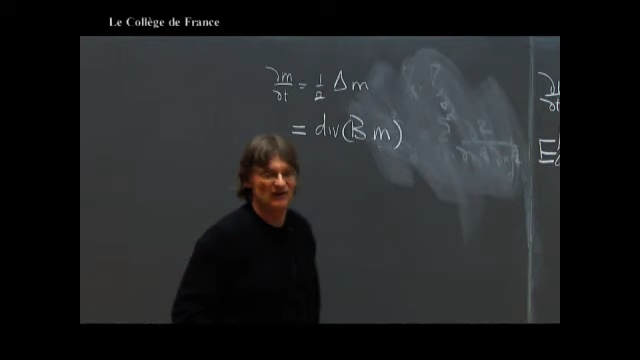 Le Collège de France
∂m/∂t = 1/2 Δm
= div(B m)
∂
∂t
E